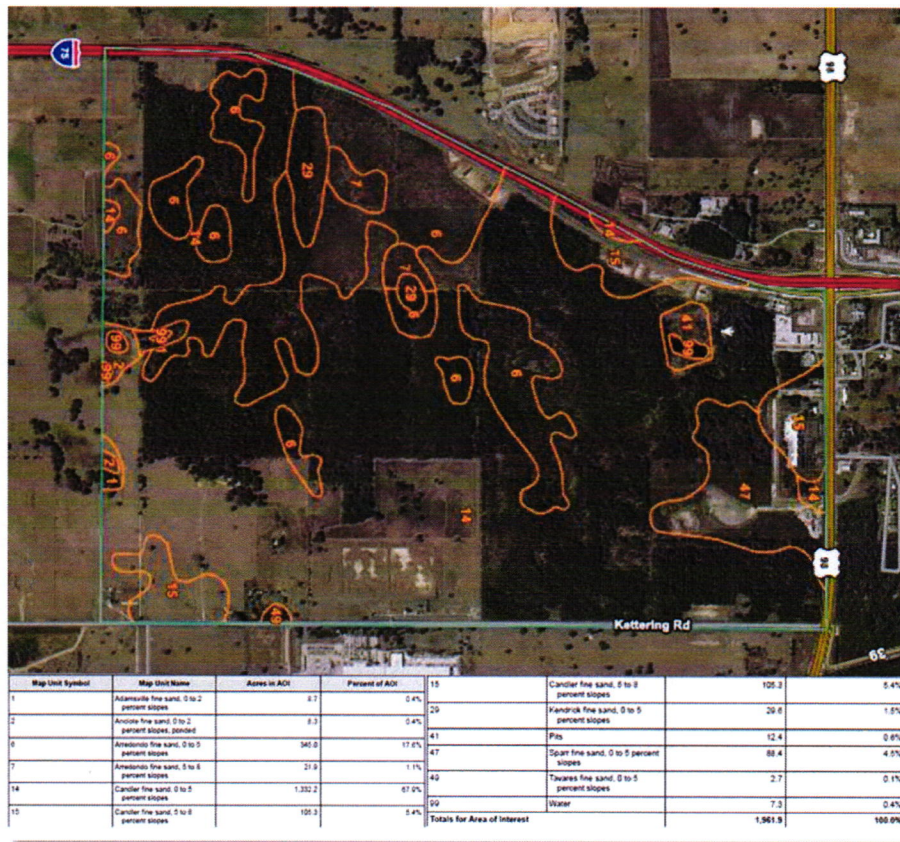 75
98
6
29
7
6
14
15
6
6
6
14
6
7
29
6
41
99
6
99
6
2
6
15
14
47
14
15
49
98
Kettering Rd
39
Map Unit Symbol Map Unit Name Acres in AOI Percent of AOI
1 Adamsville fine sand, 0 to 2 percent slopes 8.7 0.4%
2 Anclote fine sand, 0 to 2 percent slopes, ponded 8.3 0.4%
6 Arredondo fine sand, 0 to 5 percent slopes 345.0 17.6%
7 Arredondo fine sand, 5 to 8 percent slopes 21.9 1.1%
14 Candler fine sand, 0 to 5 percent slopes 1,332.2 67.9%
15 Candler fine sand, 5 to 8 percent slopes 105.3 5.4%
15 Candler fine sand, 5 to 8 percent slopes 105.3 5.4%
29 Kendrick fine sand, 0 to 5 percent slopes 29.6 1.5%
41 Pits 12.4 0.6%
47 Sparr fine sand, 0 to 5 percent slopes 88.4 4.5%
49 Tavares fine sand, 0 to 5 percent slopes 2.7 0.1%
99 Water 7.3 0.4%
Totals for Area of Interest 1,961.9 100.0%